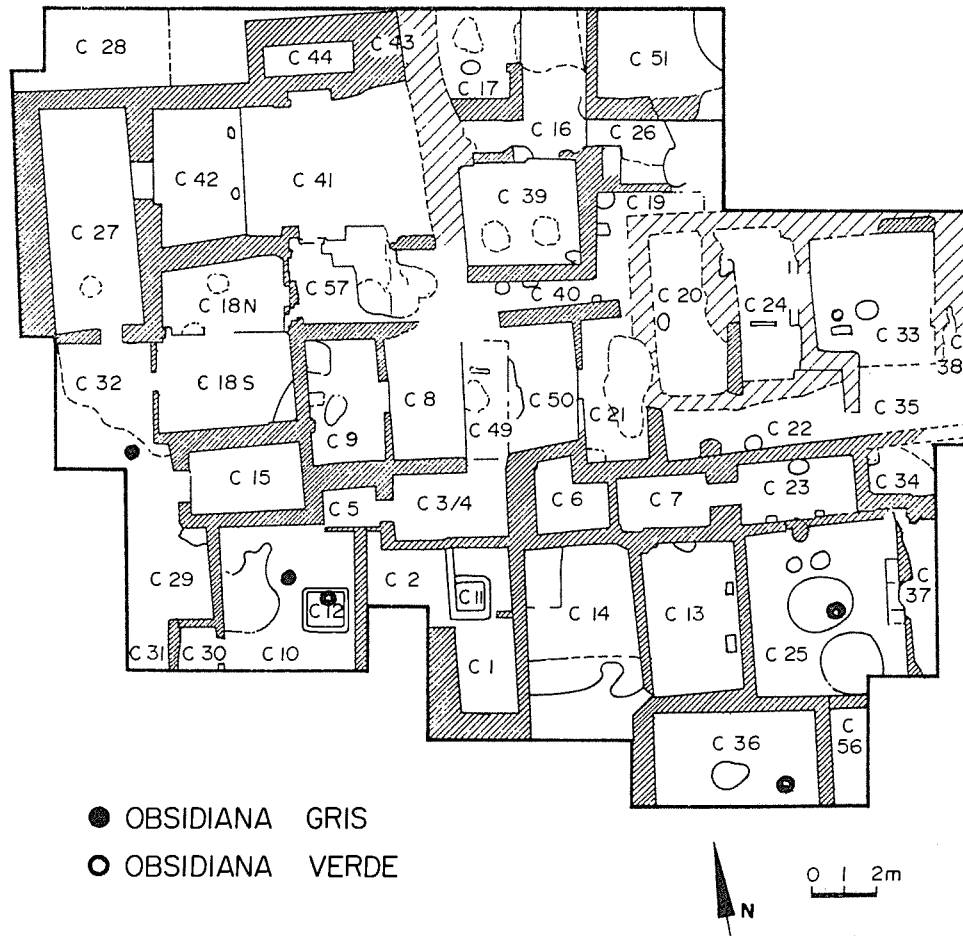 C 28
C 44
C 43
C 17
C 51
C 16
C 26
C 42
C 41
C 39
C 19
C 27
C 18N
C 57
C 40
C 20
C 24
C 33
C 38
C 32
C 18S
C 9
C 8
C 49
C 50
C 21
C 22
C 35
C 15
C 5
C 3/4
C 6
C 7
C 23
C 34
C 29
C 12
C 2
C 11
C 14
C 13
C 25
C 37
C 31
C 30
C 10
C 1
C 36
C 56
OBSIDIANA GRIS
OBSIDIANA VERDE
N
0 1 2m